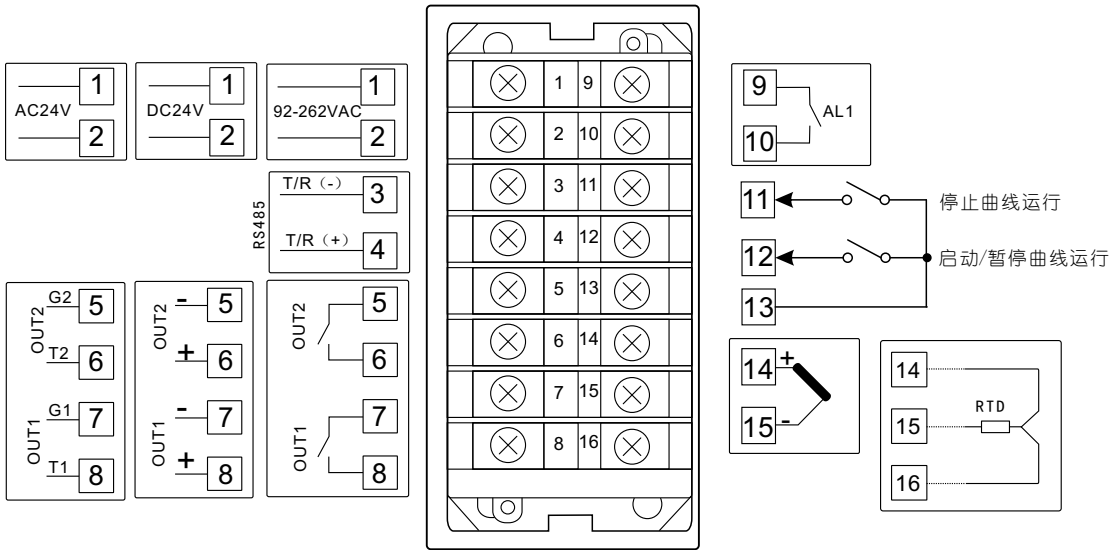 1
AC24V
2
1
DC24V
2
1
92-262VAC
2
RS485
T/R（-）
3
T/R（+）
4
OUT2
G2
5
T2
6
OUT1
G1
7
T1
8
OUT2
-
5
+
6
OUT1
-
7
+
8
OUT2
5
6
OUT1
7
8
1 9
2 10
3 11
4 12
5 13
6 14
7 15
8 16
9
AL1
10
11 停止曲线运行
12 启动/暂停曲线运行
13
14 +
15 -
14
RTD
15
16